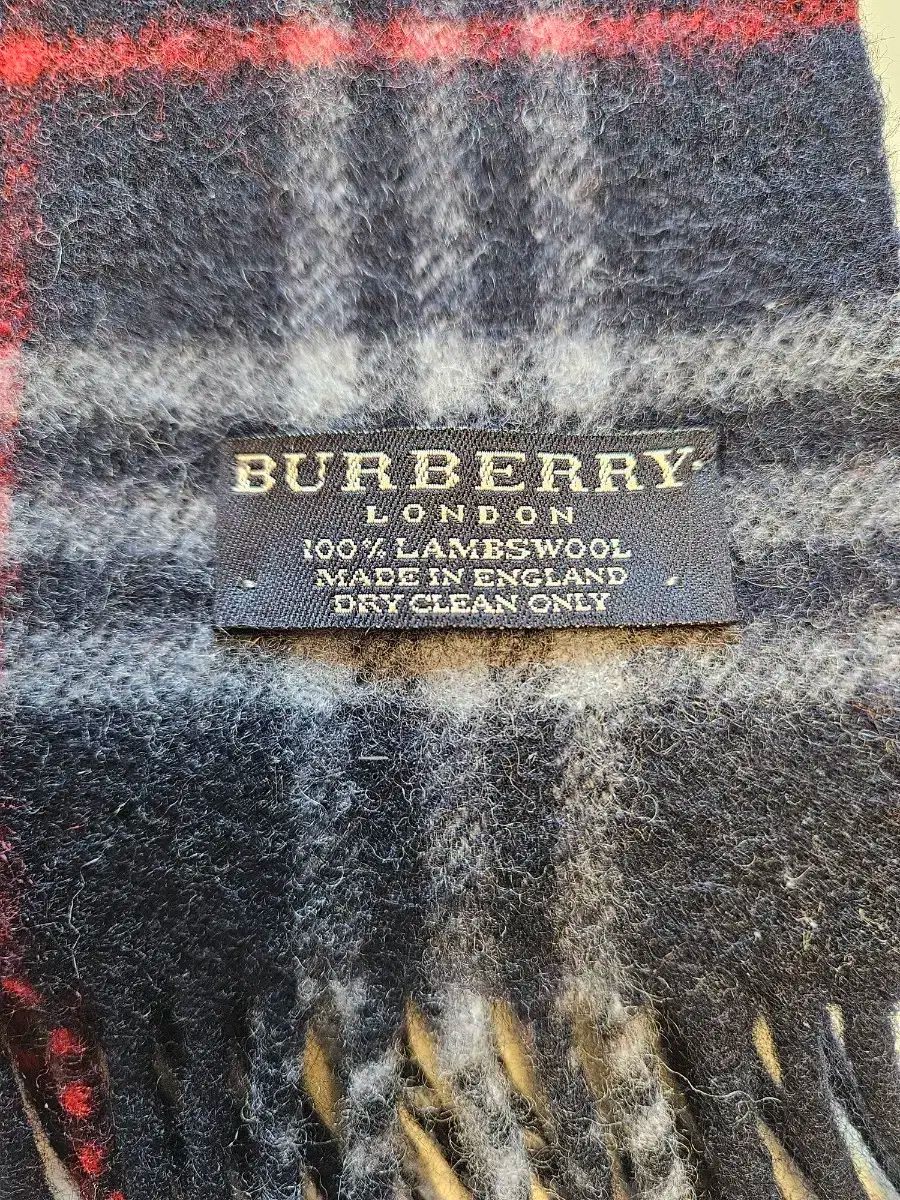 BURBERRY
LONDON
100% LAMBSWOOL
MADE IN ENGLAND
DRY CLEAN ONLY